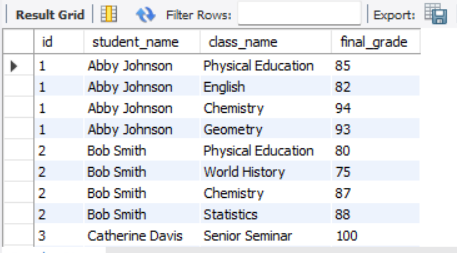 Result Grid Filter Rows: Export:
id student_name class_name final_grade
1 Abby Johnson Physical Education 85
1 Abby Johnson English 82
1 Abby Johnson Chemistry 94
1 Abby Johnson Geometry 93
2 Bob Smith Physical Education 80
2 Bob Smith World History 75
2 Bob Smith Chemistry 87
2 Bob Smith Statistics 88
3 Catherine Davis Senior Seminar 100